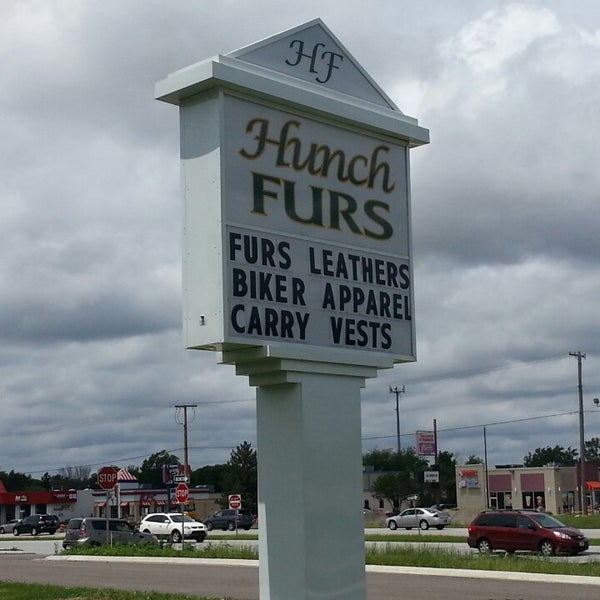 HF
Hunch
FURS
FURS LEATHERS
BIKER APPAREL
CARRY VESTS
STOP
STOP